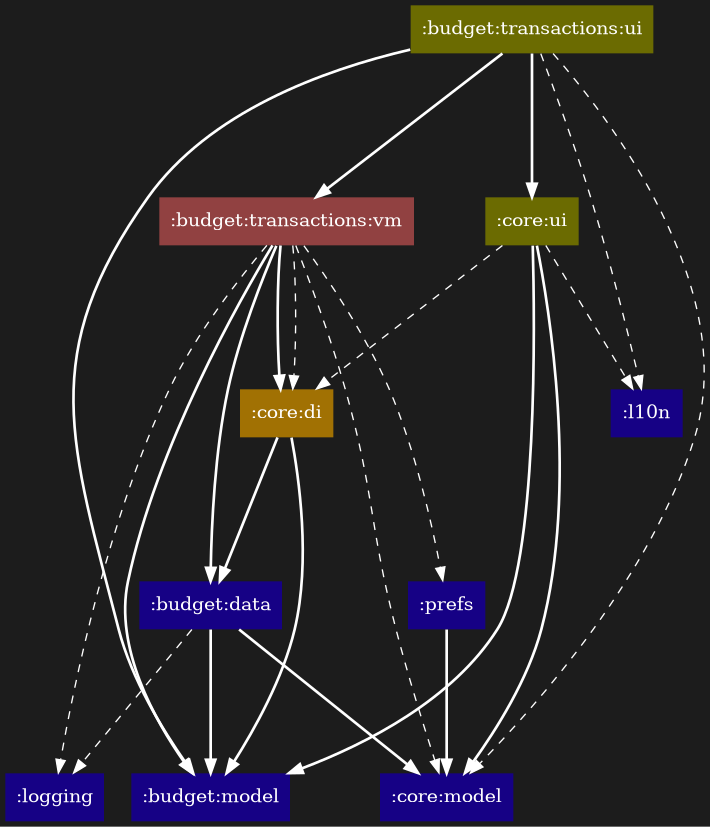 :budget:transactions:ui
:budget:transactions:vm
:core:ui
:core:di
:l10n
:budget:data
:prefs
:logging
:budget:model
:core:model